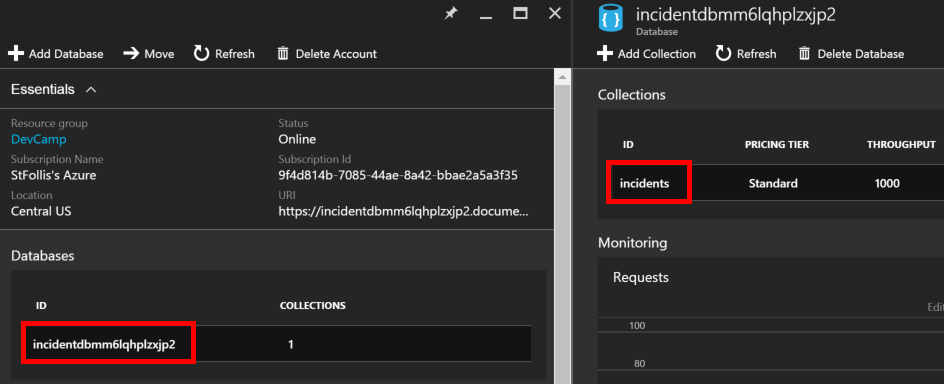 Add Database Move Refresh Delete Account
Essentials
Resource group Status
DevCamp Online
Subscription Name Subscription Id
StFollis's Azure 9f4d814b-7085-44ae-8a42-bbae2a5a3f35
Location URI
Central US https://incidentdbmm6lqhplzxjp2.docume...
Databases
ID COLLECTIONS
incidentdbmm6lqhplzxjp2 1
incidentdbmm6lqhplzxjp2
Database
Add Collection Refresh Delete Database
Collections
ID PRICING TIER THROUGHPUT
incidents Standard 1000
Monitoring
Requests
Edi
100
80